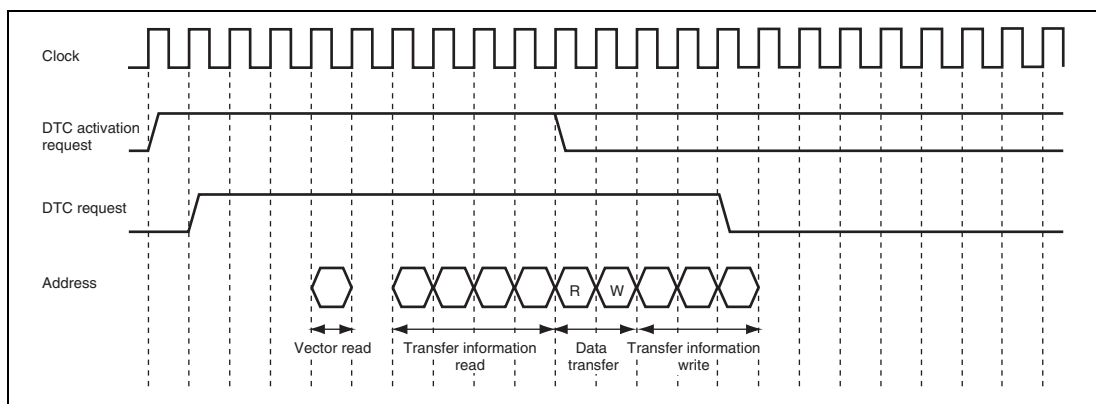 Clock
DTC activation
request
DTC request
Address
R
W
Vector read
Transfer information
read
Data
transfer
Transfer information
write